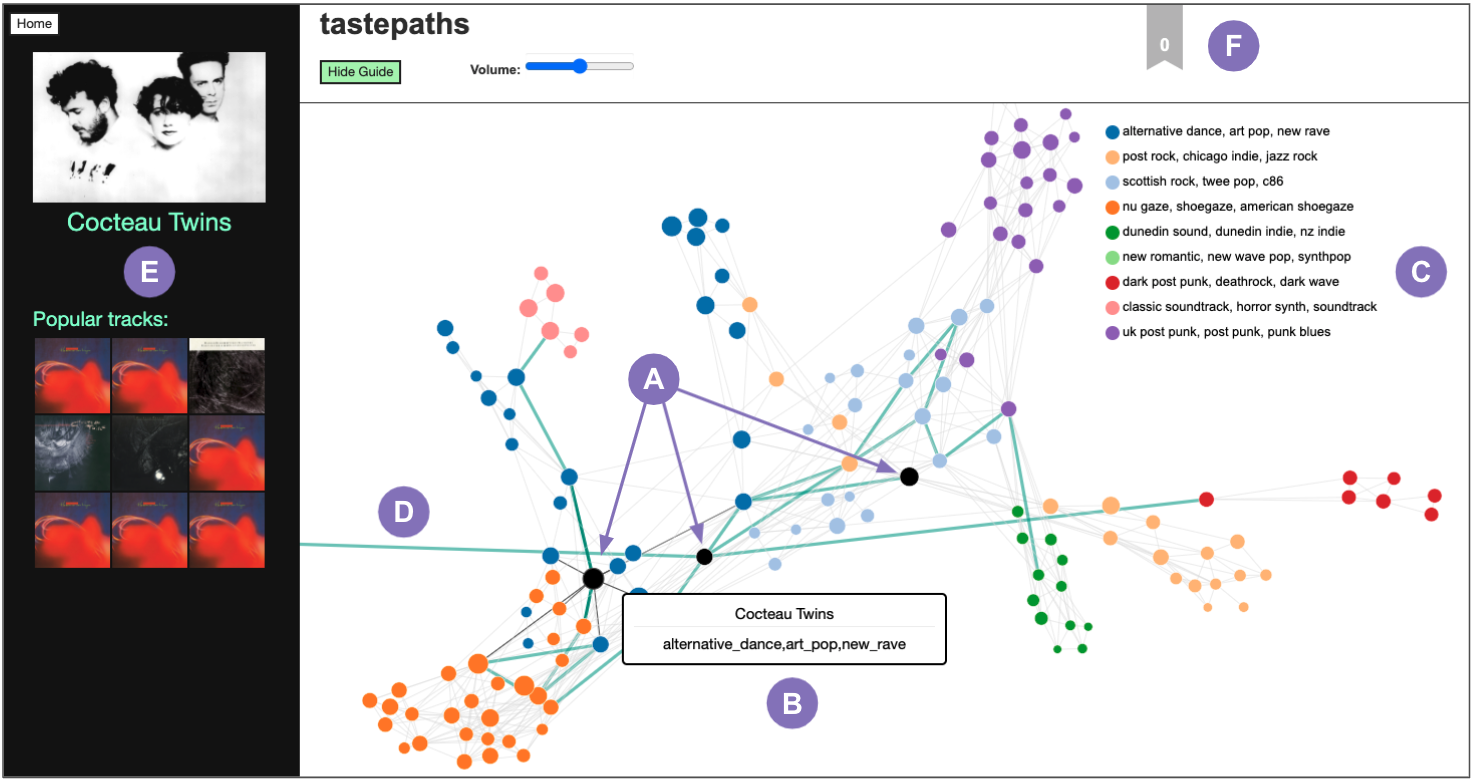 Home
tastepaths
Hide Guide
Volume:
0
F
Cocteau Twins
E
Popular tracks:
alternative dance, art pop, new rave
post rock, chicago indie, jazz rock
scottish rock, twee pop, c86
nu gaze, shoegaze, american shoegaze
dunedin sound, dunedin indie, nz indie
new romantic, new wave pop, synthpop
dark post punk, deathrock, dark wave
classic soundtrack, horror synth, soundtrack
uk post punk, post punk, punk blues
C
A
D
Cocteau Twins
alternative_dance,art_pop,new_rave
B